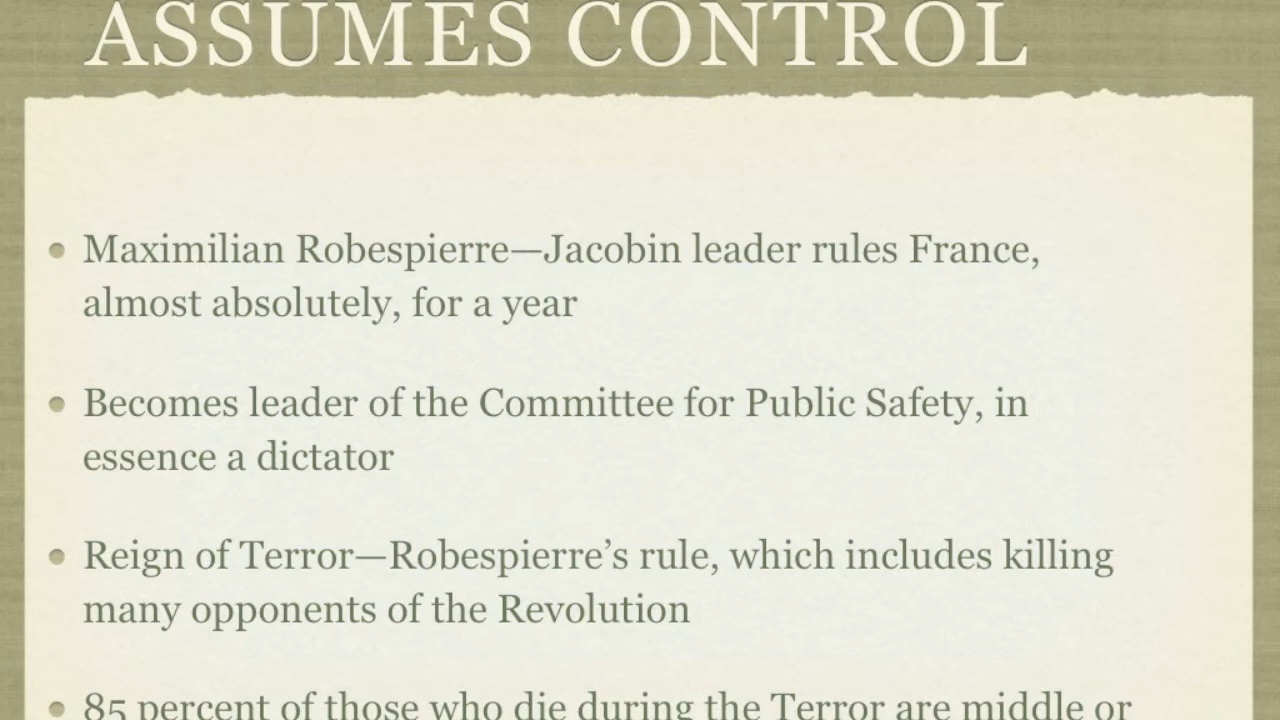 ASSUMES CONTROL
Maximilian Robespierre—Jacobin leader rules France,
almost absolutely, for a year
Becomes leader of the Committee for Public Safety, in
essence a dictator
Reign of Terror—Robespierre’s rule, which includes killing
many opponents of the Revolution
85 percent of those who die during the Terror are middle or